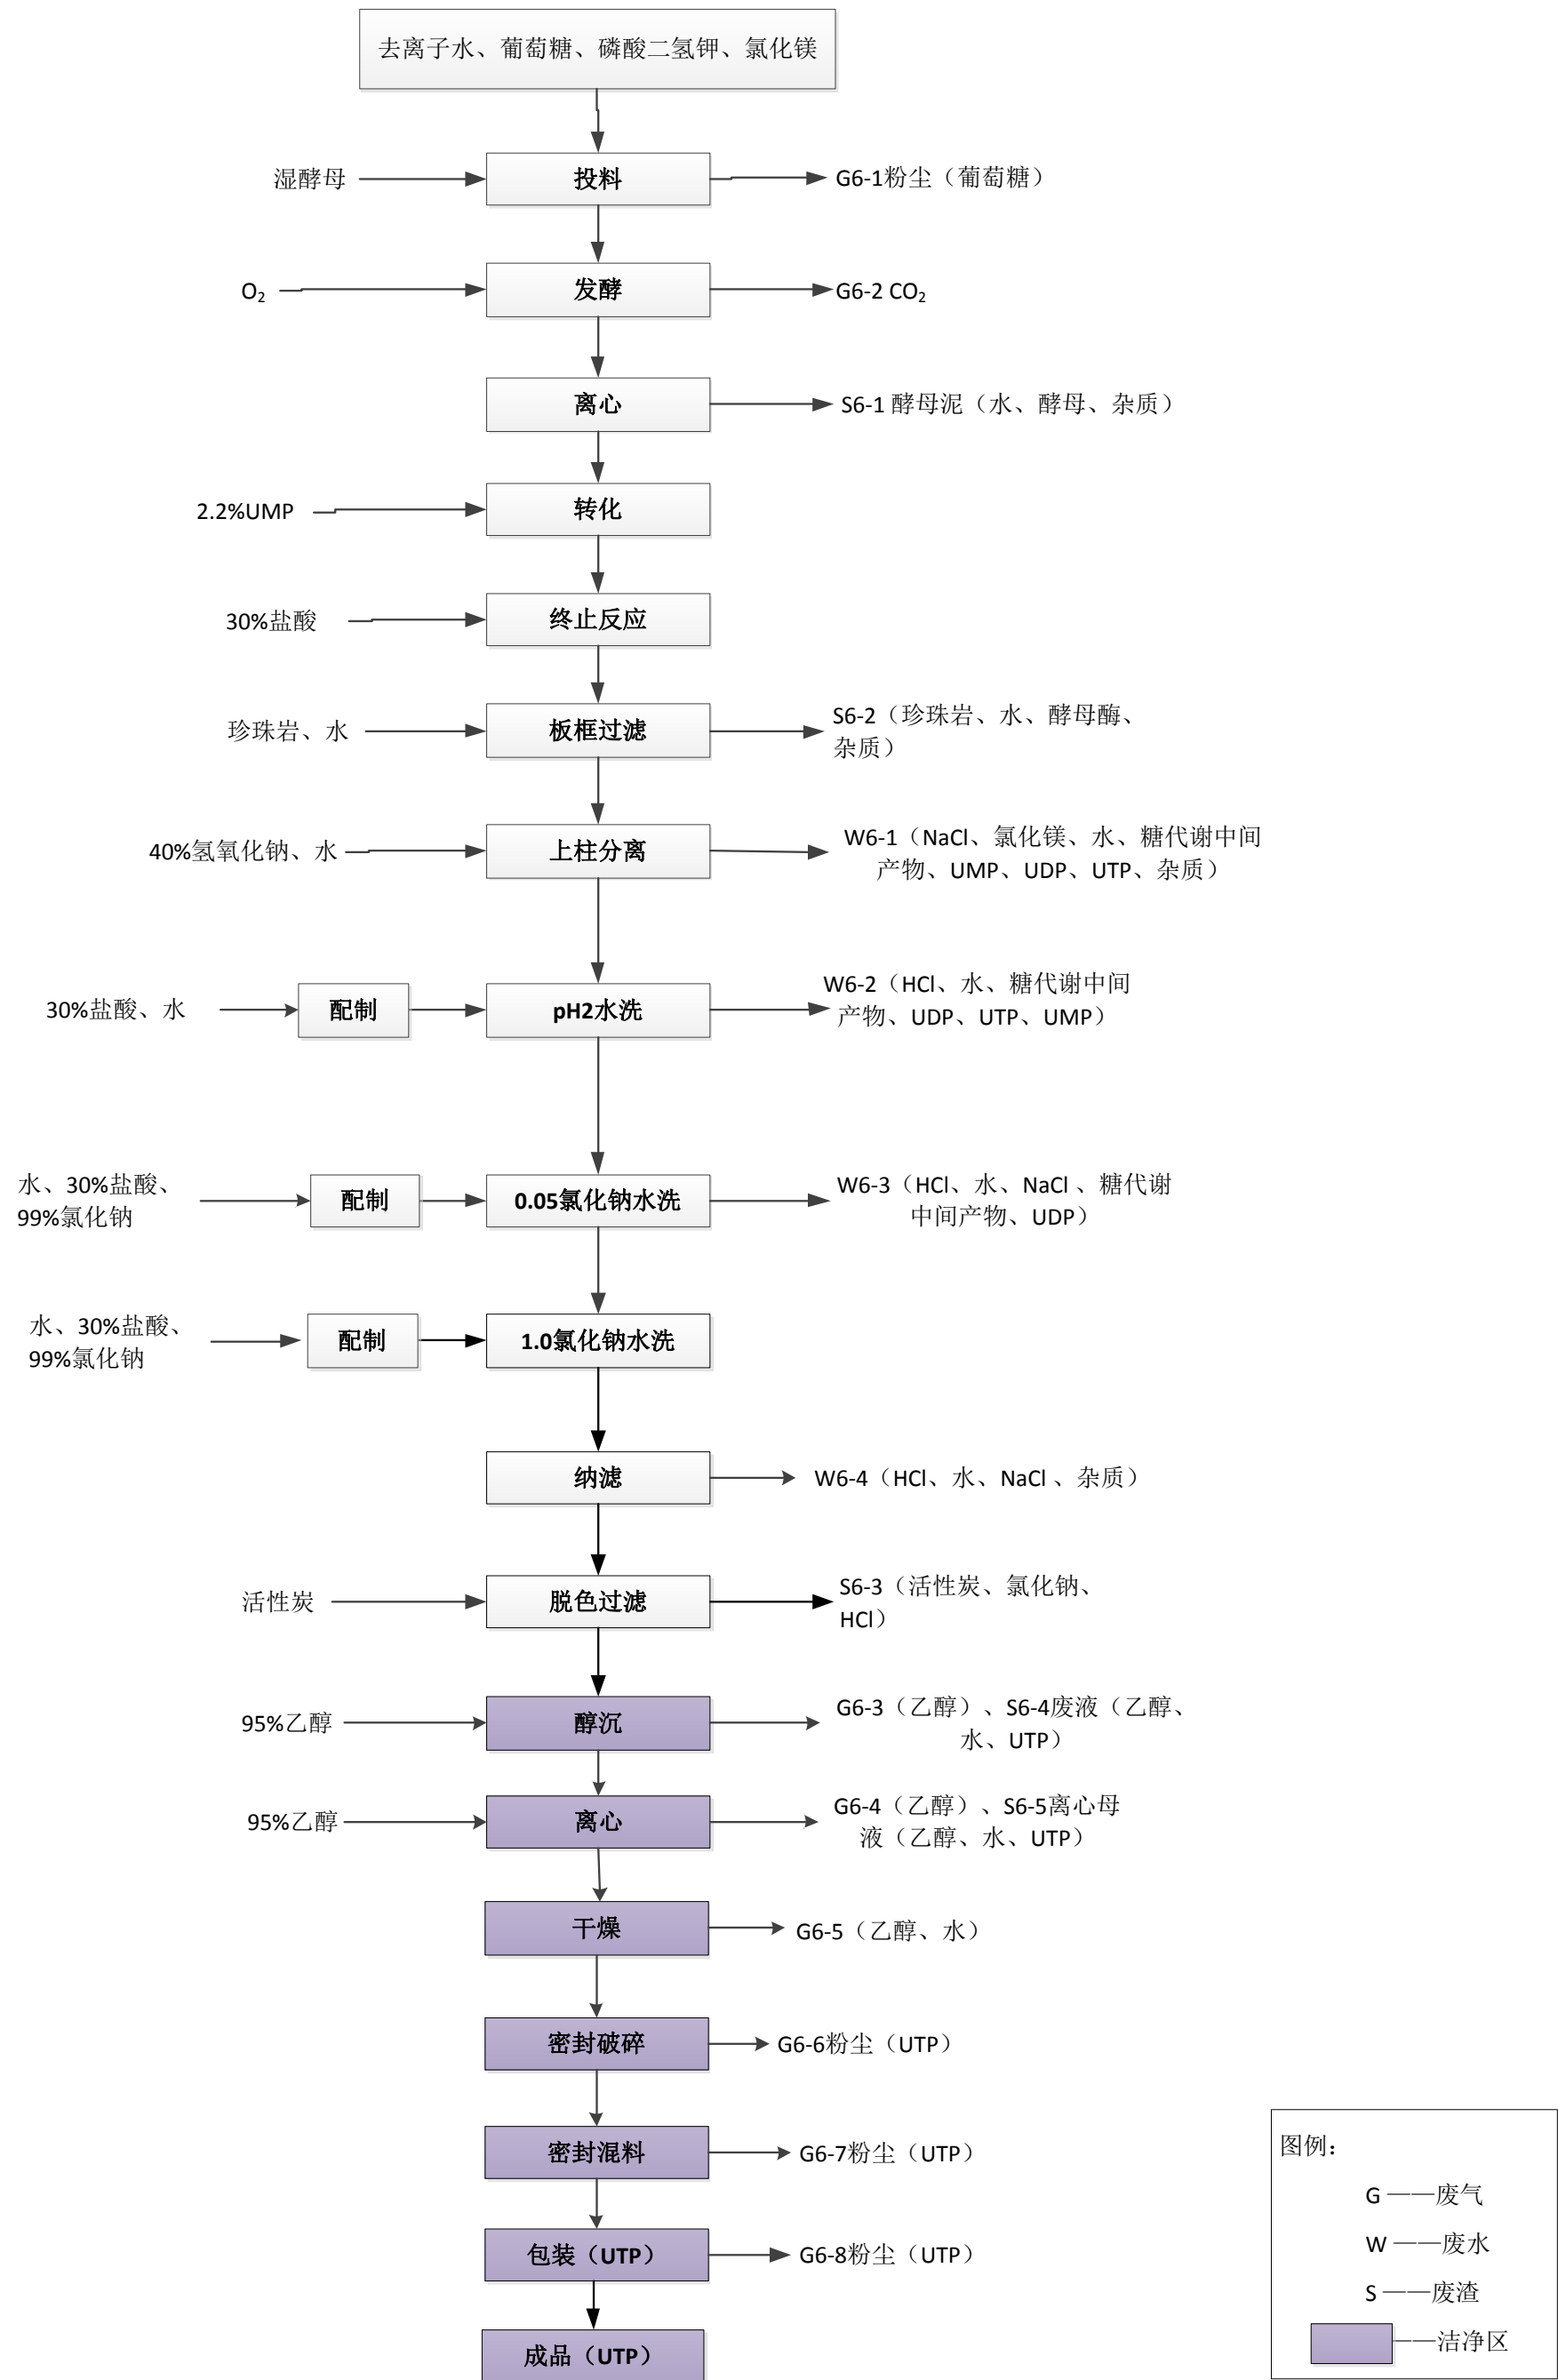 去离子水、葡萄糖、磷酸二氢钾、氯化镁
湿酵母
投料
G6-1粉尘（葡萄糖）
O₂
发酵
G6-2 CO₂
离心
S6-1 酵母泥（水、酵母、杂质）
2.2%UMP
转化
30%盐酸
终止反应
珍珠岩、水
板框过滤
S6-2（珍珠岩、水、酵母酶、
杂质）
40%氢氧化钠、水
上柱分离
W6-1（NaCl、氯化镁、水、糖代谢中间
产物、UMP、UDP、UTP、杂质）
30%盐酸、水
配制
pH2水洗
W6-2（HCl、水、糖代谢中间
产物、UDP、UTP、UMP）
水、30%盐酸、
99%氯化钠
配制
0.05氯化钠水洗
W6-3（HCl、水、NaCl 、糖代谢
中间产物、UDP）
水、30%盐酸、
99%氯化钠
配制
1.0氯化钠水洗
纳滤
W6-4（HCl、水、NaCl 、杂质）
活性炭
脱色过滤
S6-3（活性炭、氯化钠、
HCl）
95%乙醇
醇沉
G6-3（乙醇）、S6-4废液（乙醇、
水、UTP）
95%乙醇
离心
G6-4（乙醇）、S6-5离心母
液（乙醇、水、UTP）
干燥
G6-5（乙醇、水）
密封破碎
G6-6粉尘（UTP）
密封混料
G6-7粉尘（UTP）
包装（UTP）
G6-8粉尘（UTP）
成品（UTP）
图例：
G ——废气
W ——废水
S ——废渣
——洁净区